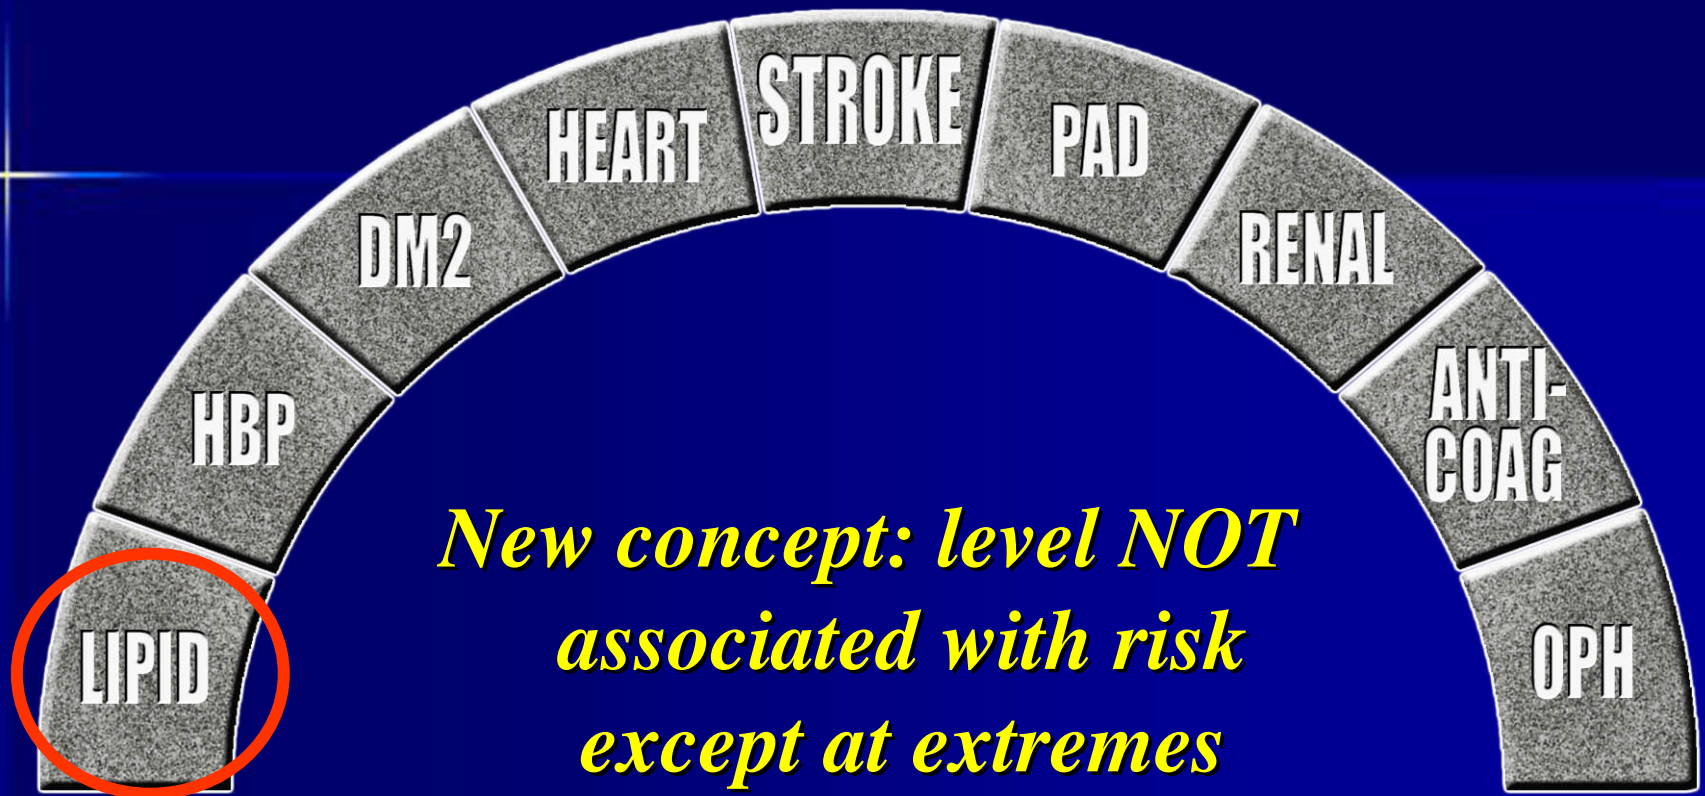 LIPID
HBP
DM2
HEART
STROKE
PAD
RENAL
ANTI-
COAG
OPH
New concept: level NOT
associated with risk
except at extremes